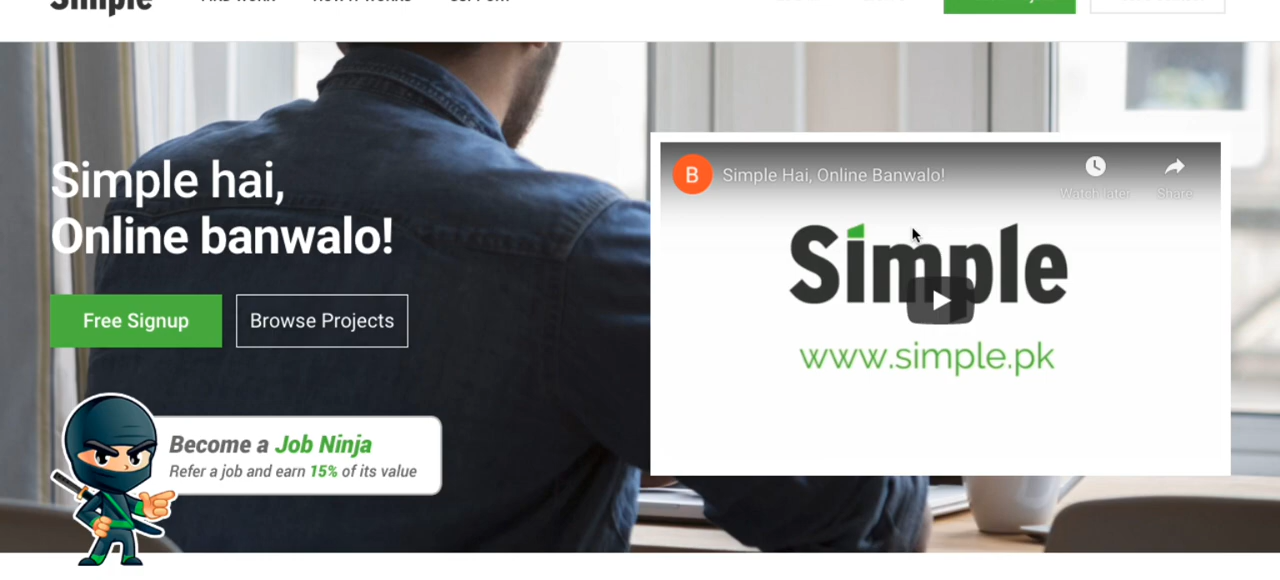 Simple
Simple hai,
Online banwalo!
Free Signup
Browse Projects
Become a Job Ninja
Refer a job and earn 15% of its value
B
Simple Hai, Online Banwalo!
Watch later
Share
Simple
www.simple.pk